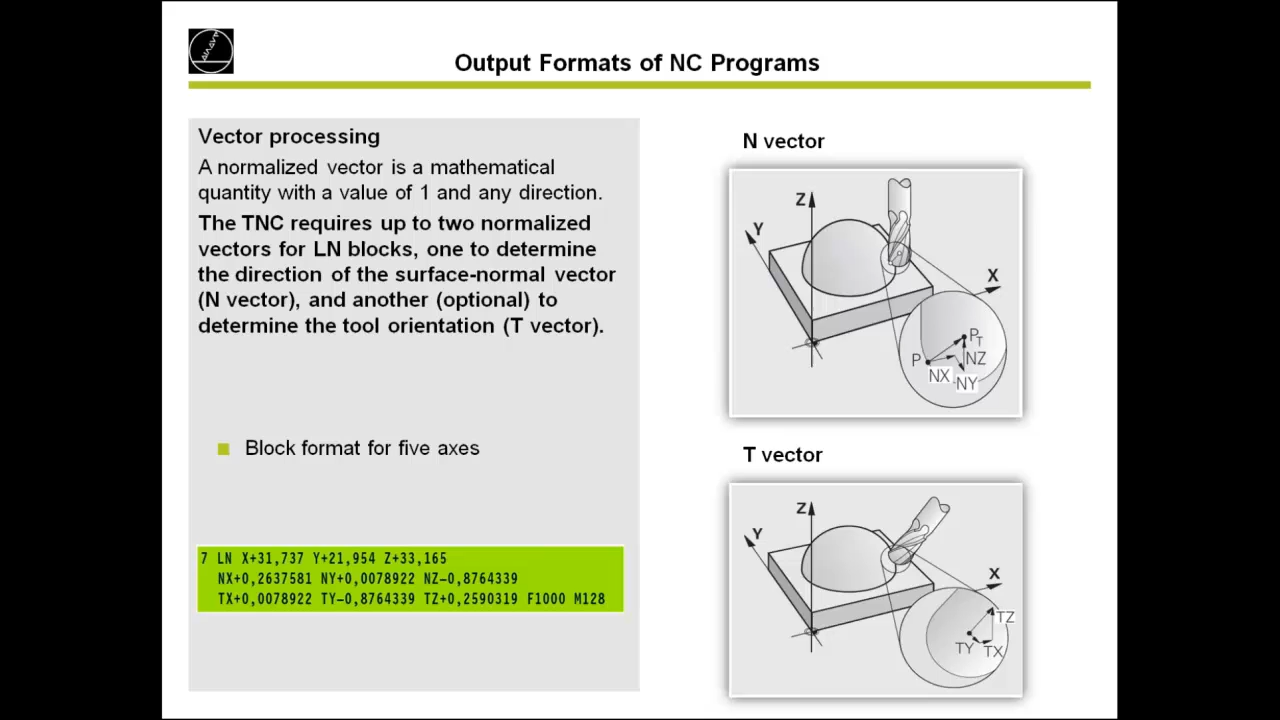 Output Formats of NC Programs
Vector processing
A normalized vector is a mathematical
quantity with a value of 1 and any direction.
The TNC requires up to two normalized
vectors for LN blocks, one to determine
the direction of the surface-normal vector
(N vector), and another (optional) to
determine the tool orientation (T vector).
Block format for five axes
7 LN X+31,737 Y+21,954 Z+33,165
NX+0,2637581 NY+0,0078922 NZ–0,8764339
TX+0,0078922 TY–0,8764339 TZ+0,2590319 F1000 M128
N vector
Z
Y
X
PT
P
NZ
NX
NY
T vector
Z
Y
X
TZ
TY
TX